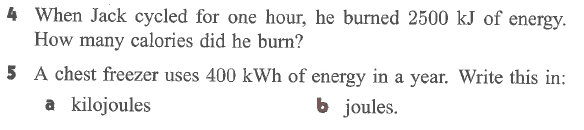 4 When Jack cycled for one hour, he burned 2500 kJ of energy.
How many calories did he burn?
5 A chest freezer uses 400 kWh of energy in a year. Write this in:
a kilojoules b joules.